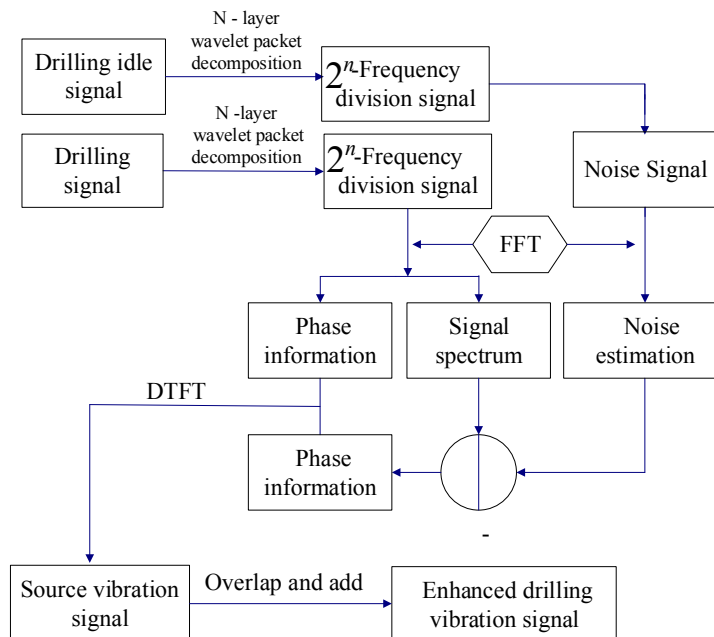 N - layer
wavelet packet
decomposition
Drilling idle
signal
2^n-Frequency
division signal
N -layer
wavelet packet
decomposition
Drilling
signal
2^n-Frequency
division signal
Noise Signal
FFT
Phase
information
Signal
spectrum
Noise
estimation
DTFT
Phase
information
-
Source vibration
signal
Overlap and add
Enhanced drilling
vibration signal